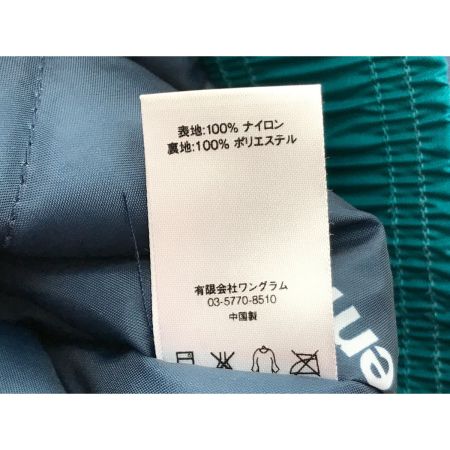 表地:100% ナイロン
裏地:100% ポリエステル
有限会社ワングラム
03-5770-8510
中国製